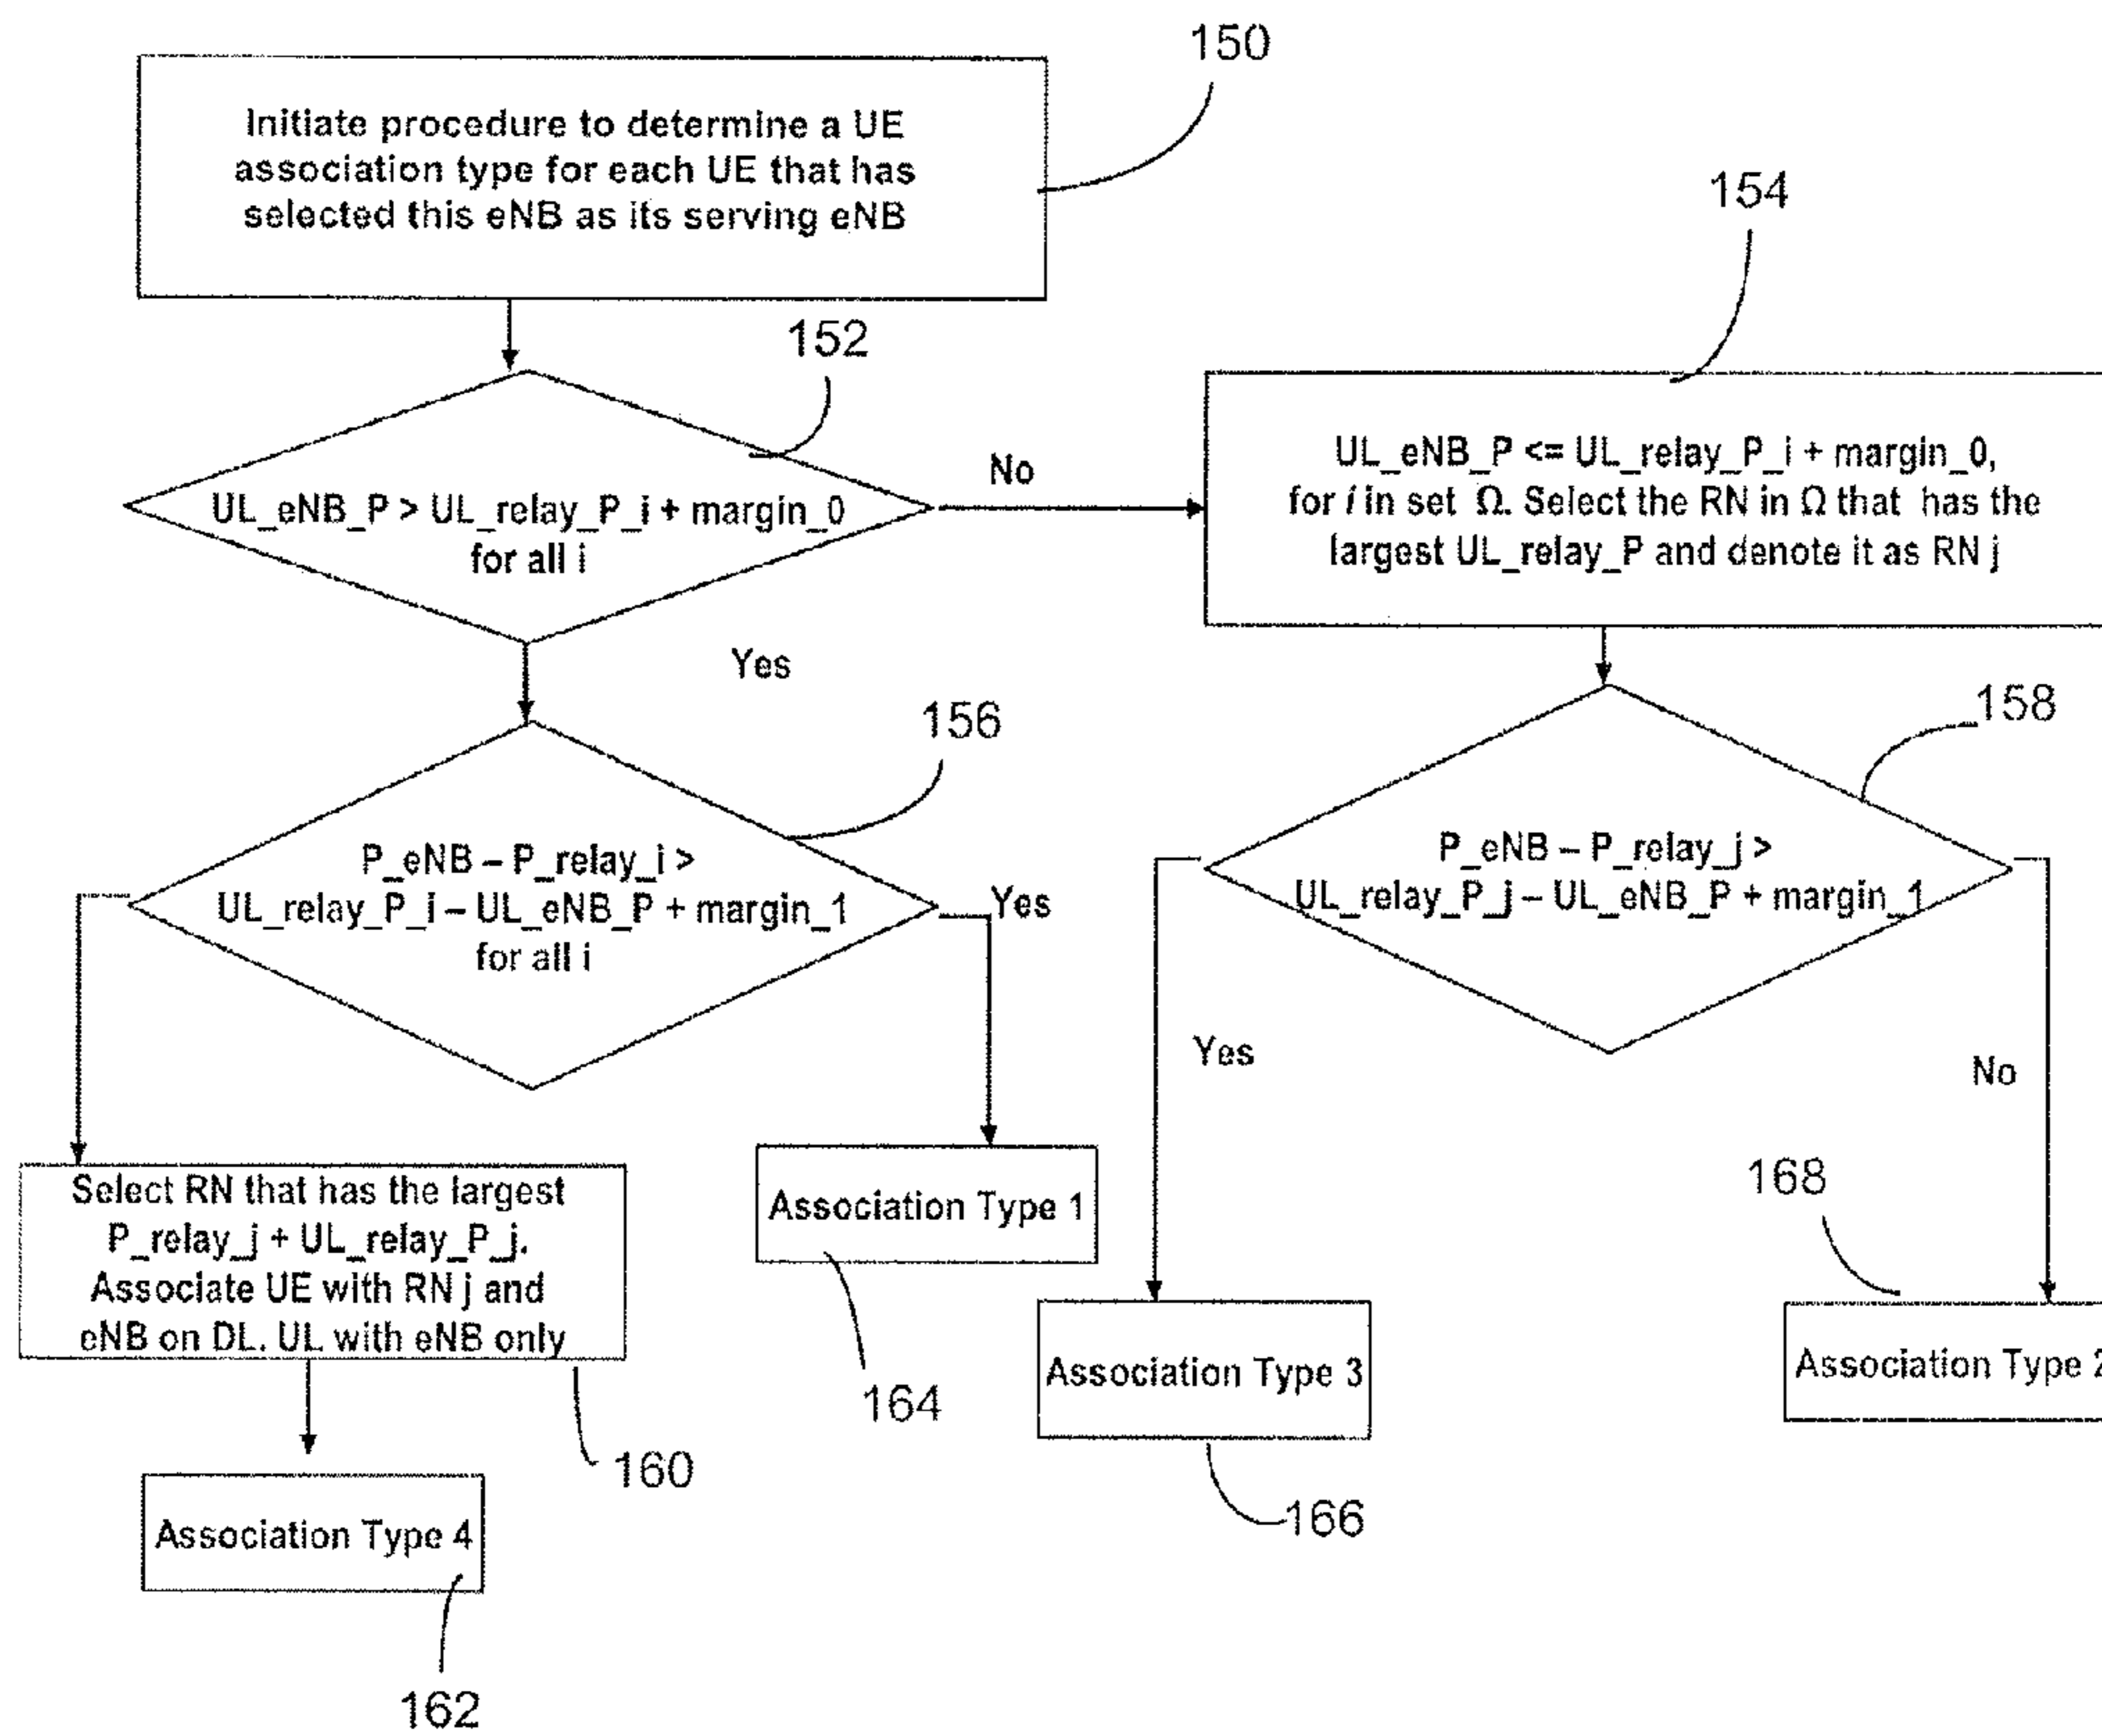 150
Initiate procedure to determine a UE
association type for each UE that has
selected this eNB as its serving eNB
154
152
UL_eNB_P > UL_relay_P_i + margin_0
for all i
No
UL_eNB_P <= UL_relay_P_i + margin_0,
for i in set Ω. Select the RN in Ω that has the
largest UL_relay_P and denote it as RN j
Yes
156
158
P_eNB – P_relay_i >
UL_relay_P_i – UL_eNB_P + margin_1
for all i
Yes
P_eNB – P_relay_j >
UL_relay_P_j – UL_eNB_P + margin_1
Yes
No
Select RN that has the largest
P_relay_j + UL_relay_P_j.
Associate UE with RN j and
eNB on DL. UL with eNB only
Association Type 1
168
164
Association Type 3
Association Type 2
160
166
Association Type 4
162